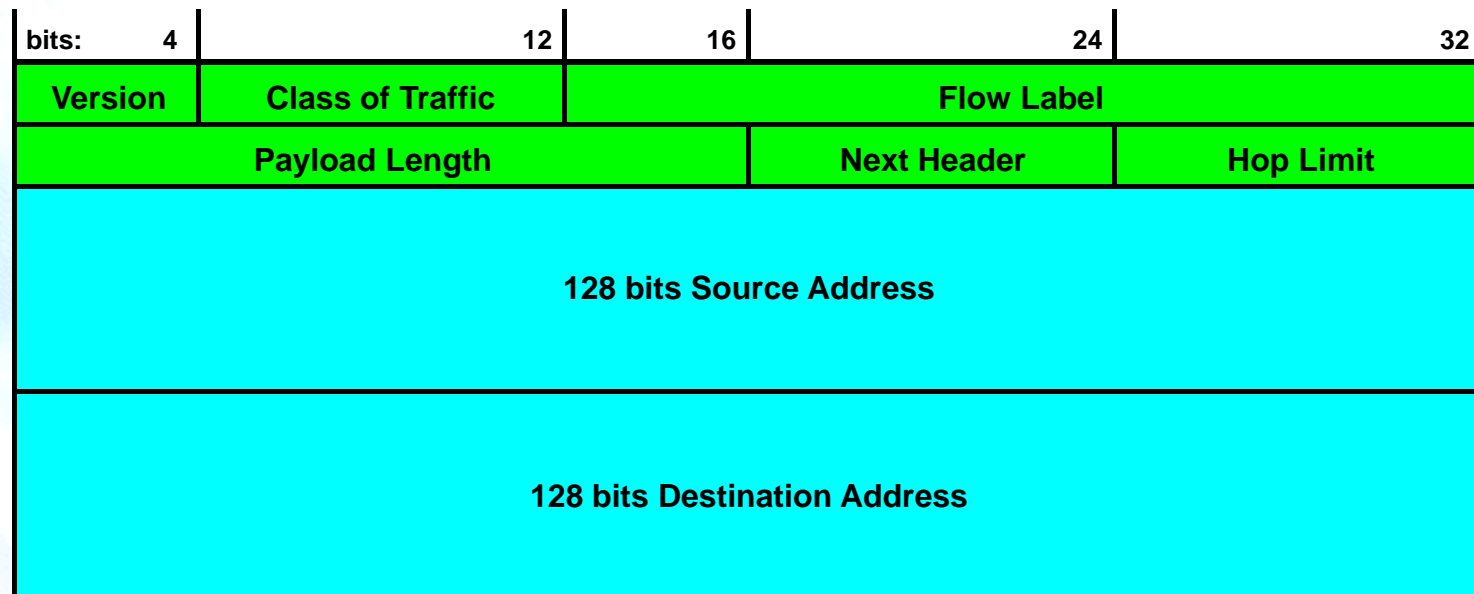 bits: 4 12 16 24 32
Version Class of Traffic Flow Label
Payload Length Next Header Hop Limit
128 bits Source Address
128 bits Destination Address